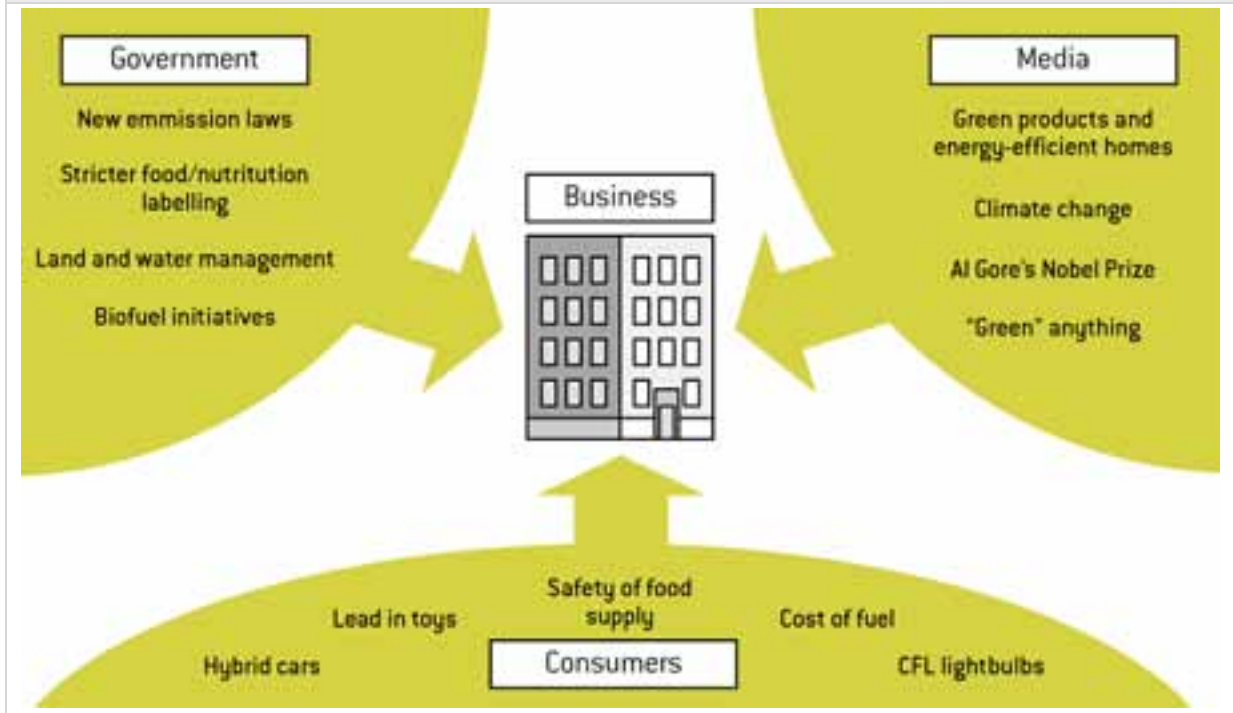 Government
New emmission laws
Stricter food/nutritution
labelling
Land and water management
Biofuel initiatives
Business
Media
Green products and
energy-efficient homes
Climate change
Al Gore's Nobel Prize
"Green" anything
Safety of food
supply
Lead in toys
Cost of fuel
Hybrid cars
Consumers
CFL lightbulbs